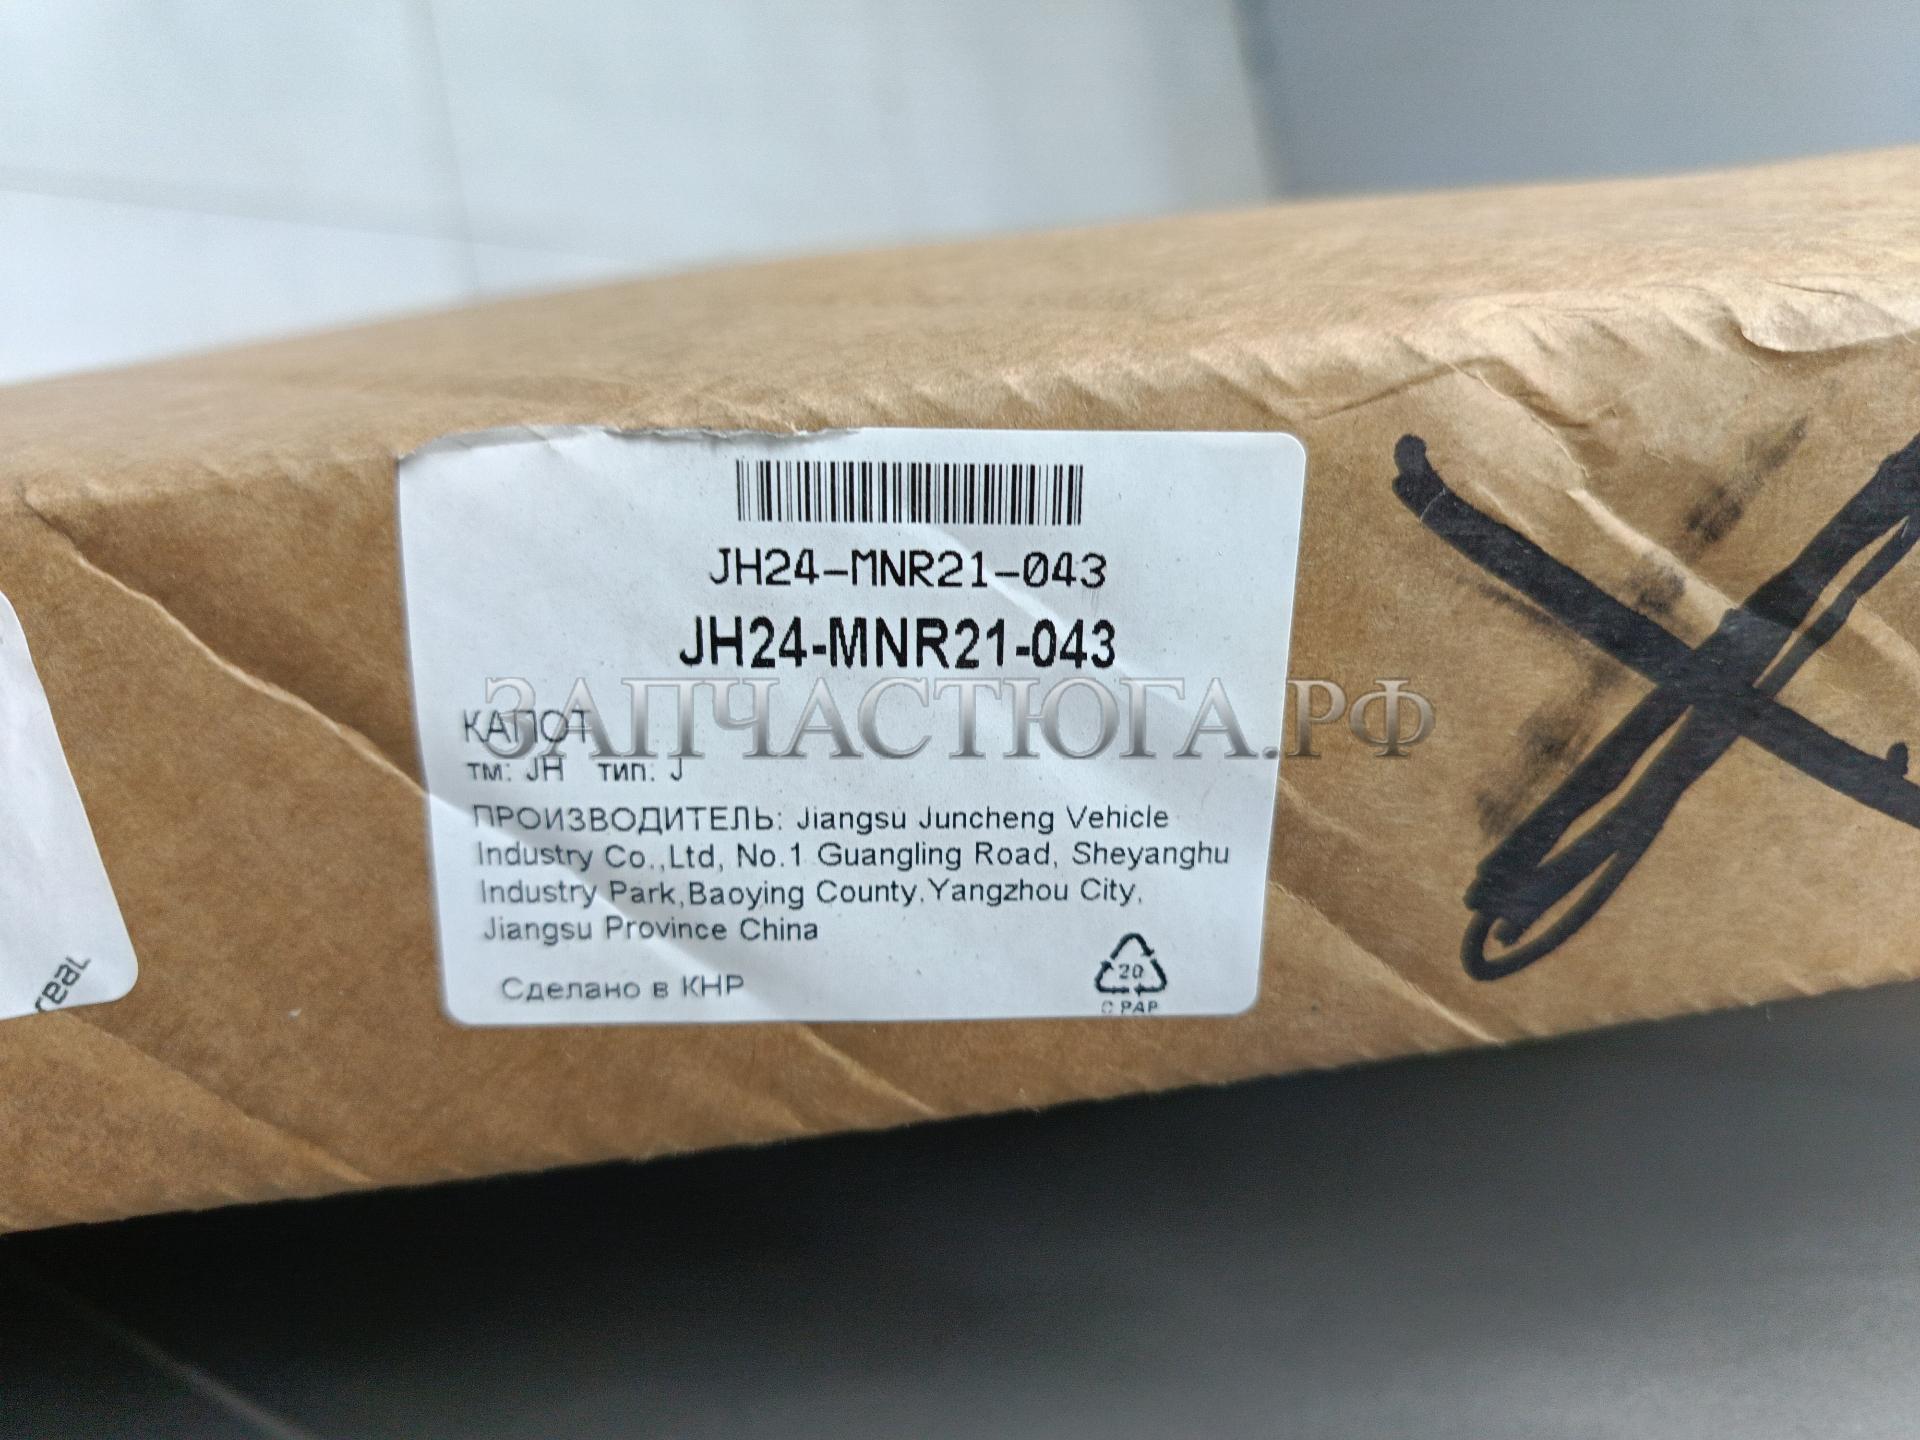 JH24-MNR21-043
JH24-MNR21-043
ЗАПЧАСТЮГА.РФ
КАПОТ
тм: JH тип: J
ПРОИЗВОДИТЕЛЬ: Jiangsu Juncheng Vehicle
Industry Co.,Ltd, No.1 Guangling Road, Sheyanghu
Industry Park,Baoying County,Yangzhou City,
Jiangsu Province China
Сделано в КНР
20
C PAP